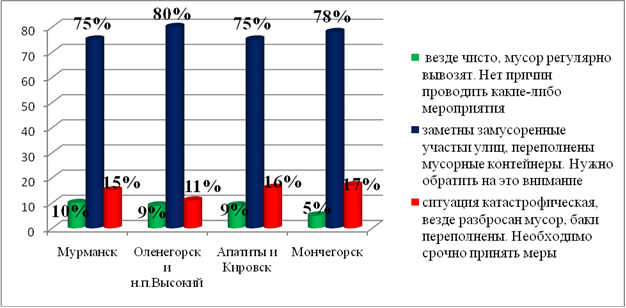 75%
80%
75%
78%
80
70
60
50
40
30
20
10
0
10%
15%
9%
11%
9%
16%
5%
17%
Мурманск
Оленегорск
и
н.п.Высокий
Апатиты и
Кировск
Мончегорск
везде чисто, мусор регулярно
вывозят. Нет причин
проводить какие-либо
мероприятия
заметны замусоренные
участки улиц, переполнены
мусорные контейнеры. Нужно
обратить на это внимание
ситуация катастрофическая,
везде разбросан мусор, баки
переполнены. Необходимо
срочно принять меры